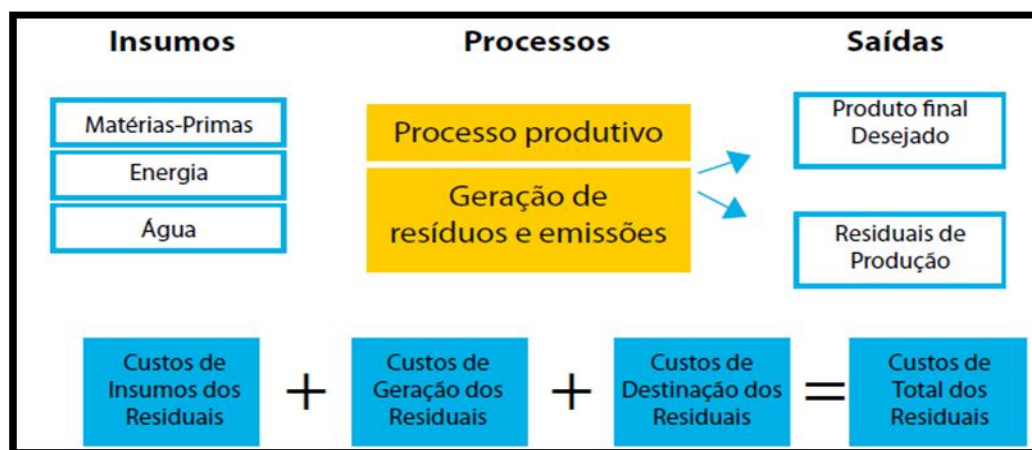 Insumos
Processos
Saídas
Matérias-Primas
Energia
Água
Processo produtivo
Geração de
resíduos e emissões
Produto final
Desejado
Residuais de
Produção
Custos de
Insumos dos
Residuais
+
Custos de
Geração dos
Residuais
+
Custos de
Destinação dos
Residuais
=
Custos de
Total dos
Residuais